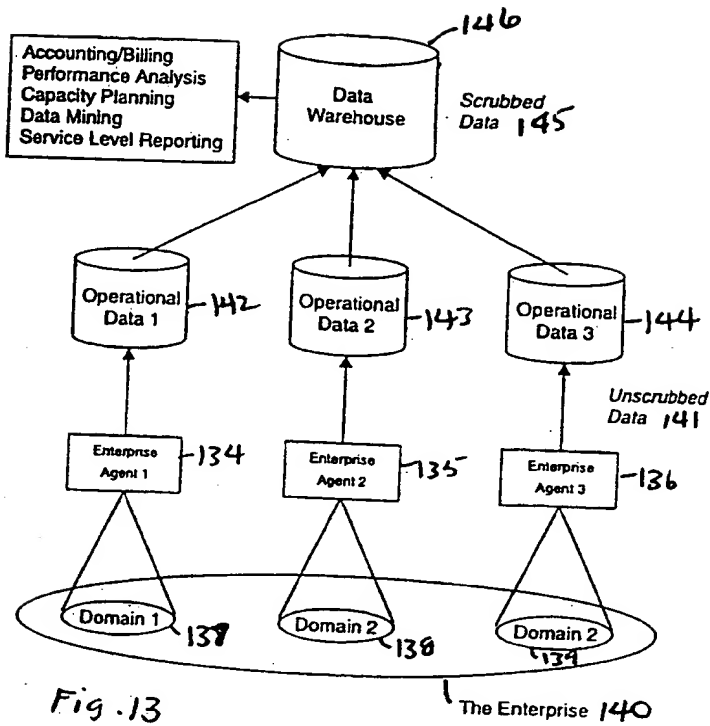 146
Accounting/Billing
Performance Analysis
Capacity Planning
Data Mining
Service Level Reporting
Data
Warehouse
Scrubbed
Data 145
Operational
Data 1
142
Operational
Data 2
143
Operational
Data 3
144
Unscrubbed
Data 141
Enterprise
Agent 1
134
Enterprise
Agent 2
135
Enterprise
Agent 3
136
Domain 1
Domain 2
138
Domain 2
139
Fig. 13
The Enterprise 140